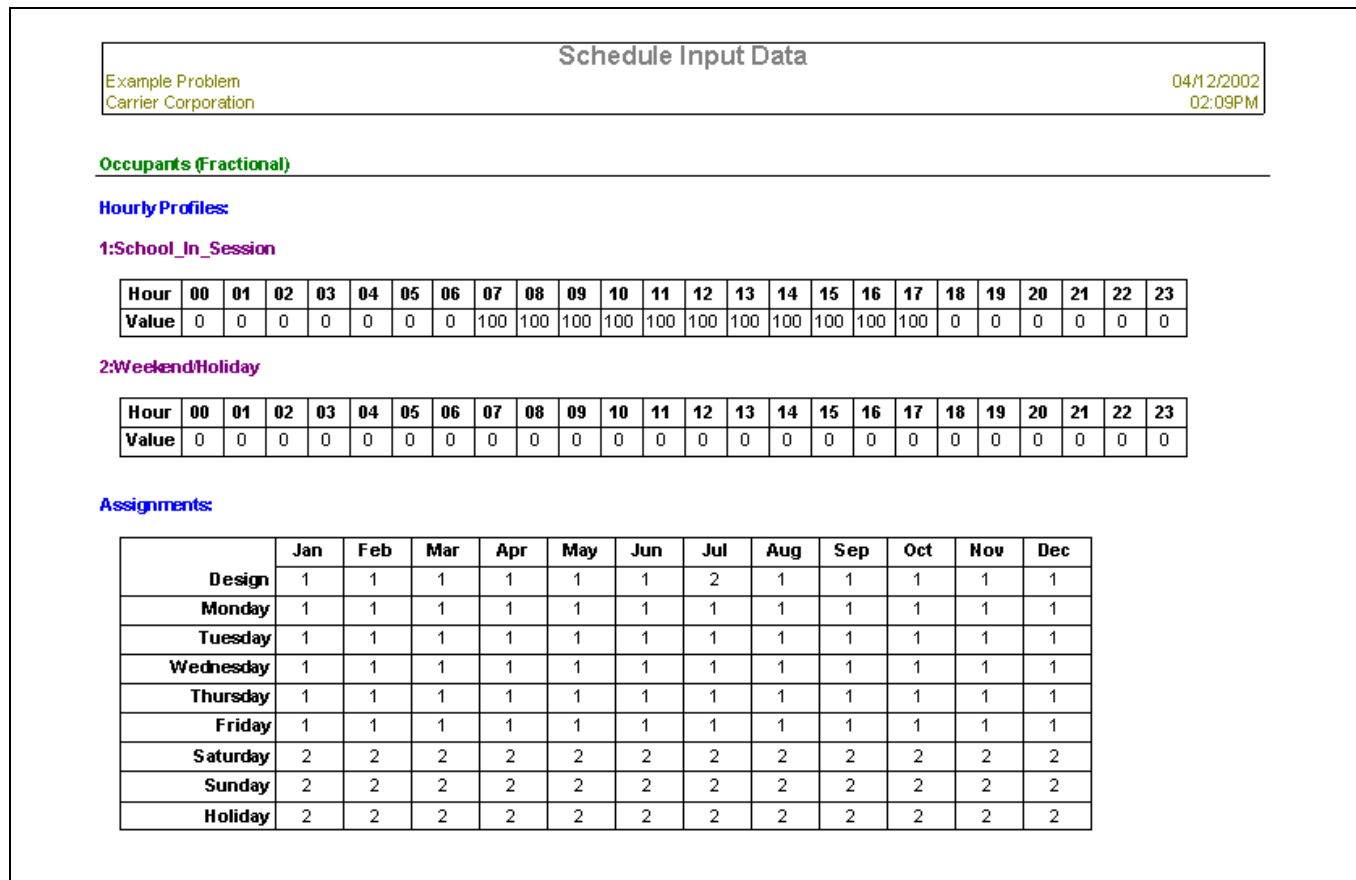 Schedule Input Data
Example Problem 04/12/2002
Carrier Corporation 02:09PM
Occupants (Fractional)
Hourly Profiles:
1:School_In_Session
Hour 00 01 02 03 04 05 06 07 08 09 10 11 12 13 14 15 16 17 18 19 20 21 22 23
Value 0 0 0 0 0 0 0 100 100 100 100 100 100 100 100 100 100 100 0 0 0 0 0 0
2:Weekend/Holiday
Hour 00 01 02 03 04 05 06 07 08 09 10 11 12 13 14 15 16 17 18 19 20 21 22 23
Value 0 0 0 0 0 0 0 0 0 0 0 0 0 0 0 0 0 0 0 0 0 0 0 0
Assignments:
Jan Feb Mar Apr May Jun Jul Aug Sep Oct Nov Dec
Design 1 1 1 1 1 1 2 1 1 1 1 1
Monday 1 1 1 1 1 1 1 1 1 1 1 1
Tuesday 1 1 1 1 1 1 1 1 1 1 1 1
Wednesday 1 1 1 1 1 1 1 1 1 1 1 1
Thursday 1 1 1 1 1 1 1 1 1 1 1 1
Friday 1 1 1 1 1 1 1 1 1 1 1 1
Saturday 2 2 2 2 2 2 2 2 2 2 2 2
Sunday 2 2 2 2 2 2 2 2 2 2 2 2
Holiday 2 2 2 2 2 2 2 2 2 2 2 2